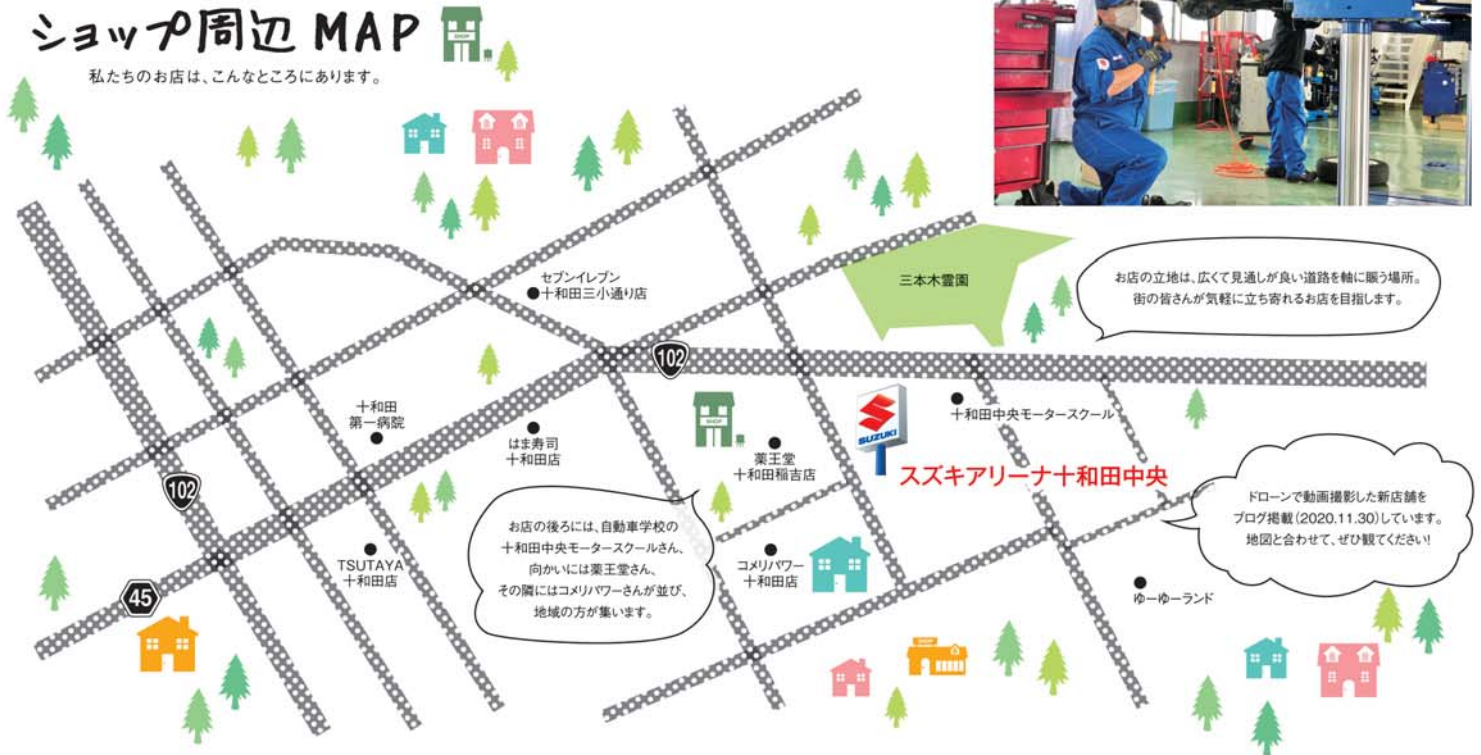 ショップ周辺 MAP
SHOP
私たちのお店は、こんなところにあります。
セブンイレブン
十和田三小通り店
三本木霊園
お店の立地は、広くて見通しが良い道路を軸に賑う場所。
街の皆さんが気軽に立ち寄れるお店を目指します。
102
十和田
第一病院
はま寿司
十和田店
SHOP
薬王堂
十和田稲吉店
SUZUKI
十和田中央モータースクール
スズキアリーナ十和田中央
102
お店の後ろには、自動車学校の
十和田中央モータースクールさん、
向かいには薬王堂さん、
その隣にはコメリパワーさんが並び、
地域の方が集います。
ドローンで動画撮影した新店舗を
ブログ掲載(2020.11.30)しています。
地図と合わせて、ぜひ観てください!
TSUTAYA
十和田店
コメリパワー
十和田店
ゆーゆーランド
45
SHOP